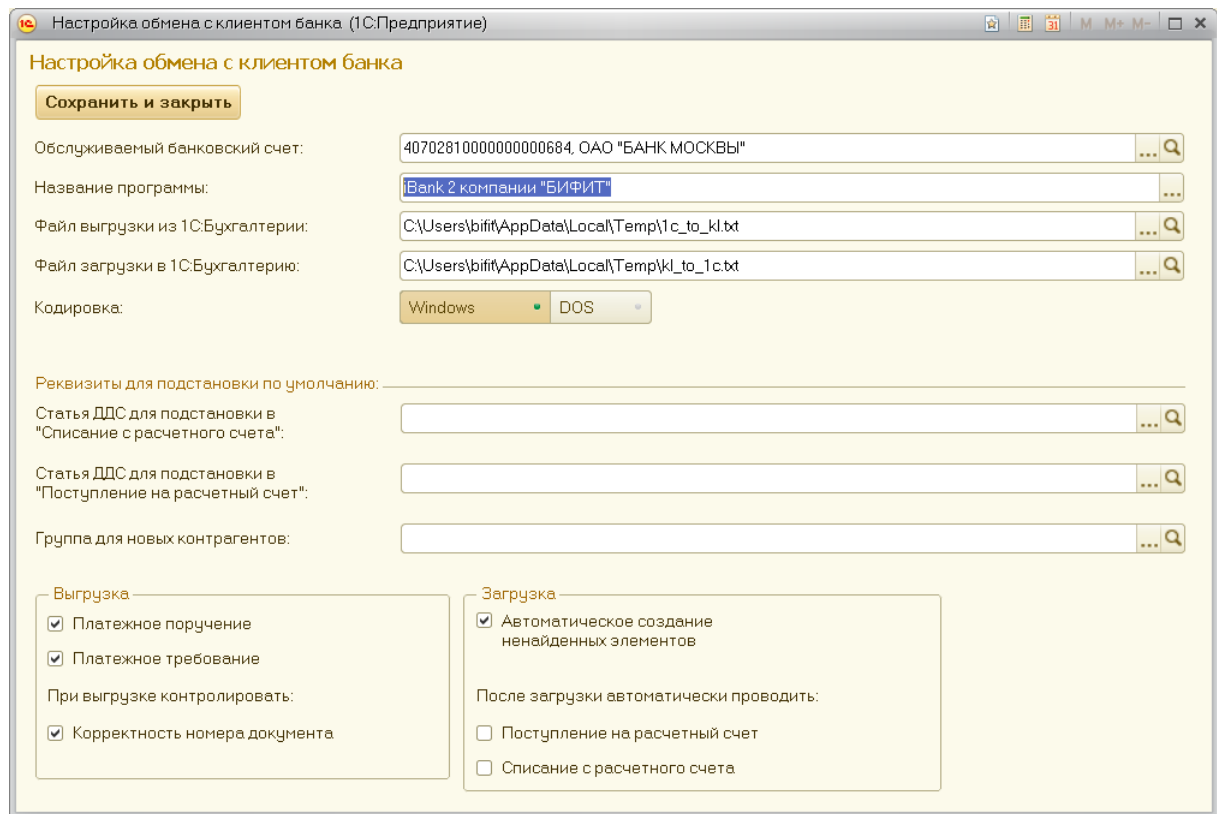 Настройка обмена с клиентом банка (1С:Предприятие)
31 M M+ M-
Настройка обмена с клиентом банка
Сохранить и закрыть
Обслуживаемый банковский счет: 40702810000000000684, ОАО "БАНК МОСКВЫ" ...
Название программы: iBank 2 компании "БИФИТ" ...
Файл выгрузки из 1С:Бухгалтерии: C:\Users\bifit\AppData\Local\Temp\1c_to_kl.txt ...
Файл загрузки в 1С:Бухгалтерию: C:\Users\bifit\AppData\Local\Temp\kl_to_1c.txt ...
Кодировка: Windows DOS
Реквизиты для подстановки по умолчанию:
Статья ДДС для подстановки в
"Списание с расчетного счета": ...
Статья ДДС для подстановки в
"Поступление на расчетный счет": ...
Группа для новых контрагентов: ...
Выгрузка
Платежное поручение
Платежное требование
При выгрузке контролировать:
Корректность номера документа
Загрузка
Автоматическое создание
ненайденных элементов
После загрузки автоматически проводить:
Поступление на расчетный счет
Списание с расчетного счета